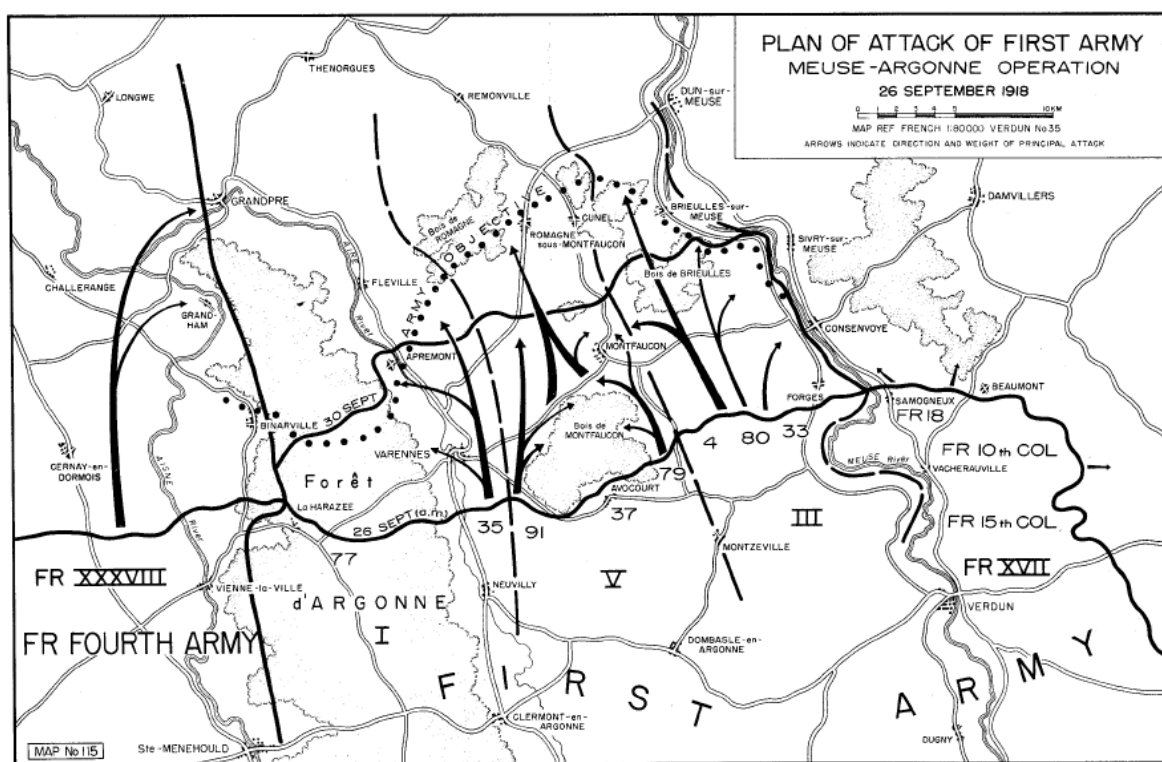 PLAN OF ATTACK OF FIRST ARMY
MEUSE-ARGONNE OPERATION
26 SEPTEMBER 1918
0 1 2 3 4 5 10KM
MAP REF FRENCH 1:80000 VERDUN No 35
ARROWS INDICATE DIRECTION AND WEIGHT OF PRINCIPAL ATTACK
THENORGUES
LONGWE
REMONVILLE
DUN-sur-
MEUSE
GRANDPRE
DAMVILLERS
BRIEULLES-sur-
MEUSE
Bois de
ROMAGNE
CUNEL
ROMAGNE
sous-MONTFAUCON
SIVRY-sur-
MEUSE
AIRE
River
ARMY OBJECTIVE
Bois de BRIEULLES
CHALLERANGE
FLEVILLE
GRAND-
HAM
CONSENVOYE
MONTFAUCON
APREMONT
FORGES
SAMOGNEUX
BEAUMONT
FR 18
30 SEPT
BINARVILLE
Bois de
MONTFAUCON
4
80
33
FR 10th COL
CERNAY-en-
DORMOIS
AISNE
River
VARENNES
MEUSE River
VACHERAUVILLE
79
Forêt
La HARAZEE
AVOCOURT
26 SEPT (a.m.)
35
91
37
III
FR 15th COL
77
MONTZEVILLE
FR XXXVIII
VIENNE-la-VILLE
NEUVILLY
V
FR XVII
VERDUN
d'ARGONNE
I
FR FOURTH ARMY
DOMBASLE-en-
ARGONNE
FIRST ARMY
CLERMONT-en-
ARGONNE
DUGNY
Ste-MENEHOULD
MAP No 115